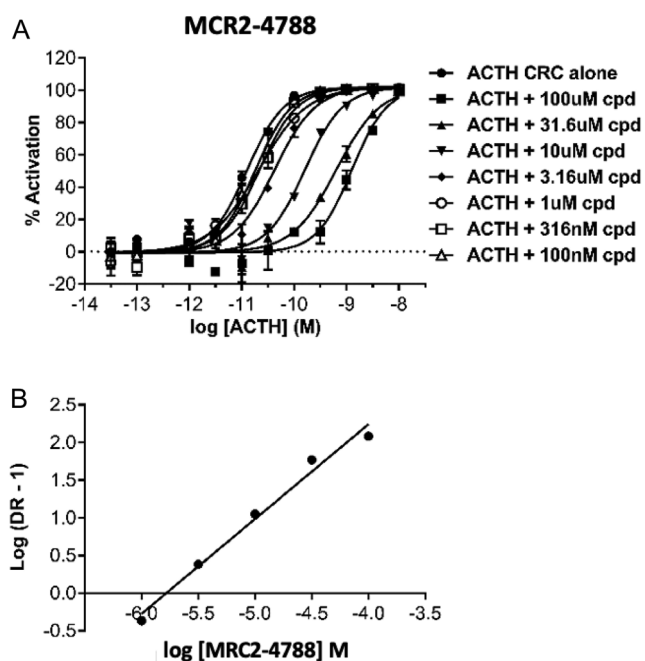 A
MCR2-4788
120
100
80
60
40
20
0
-20
% Activation
-14 -13 -12 -11 -10 -9 -8
log [ACTH] (M)
ACTH CRC alone
ACTH + 100uM cpd
ACTH + 31.6uM cpd
ACTH + 10uM cpd
ACTH + 3.16uM cpd
ACTH + 1uM cpd
ACTH + 316nM cpd
ACTH + 100nM cpd
B
2.5
2.0
1.5
1.0
0.5
0.0
-0.5
Log (DR - 1)
-6.0 -5.5 -5.0 -4.5 -4.0 -3.5
log [MRC2-4788] M